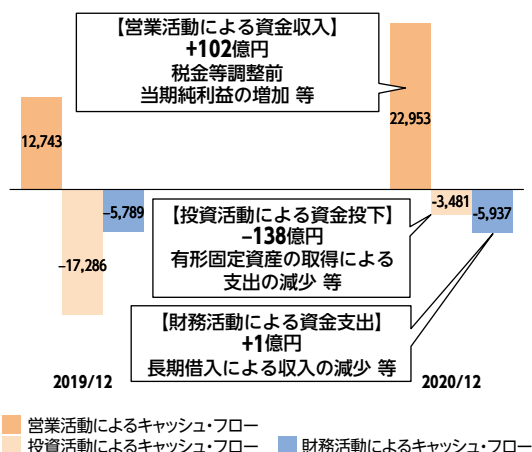 【営業活動による資金収入】
+102億円
税金等調整前
当期純利益の増加 等
12,743
22,953
–5,789
–17,286
-3,481
-5,937
【投資活動による資金投下】
–138億円
有形固定資産の取得による
支出の減少 等
【財務活動による資金支出】
+1億円
長期借入による収入の減少 等
2019/12
2020/12
営業活動によるキャッシュ・フロー
投資活動によるキャッシュ・フロー 財務活動によるキャッシュ・フロー